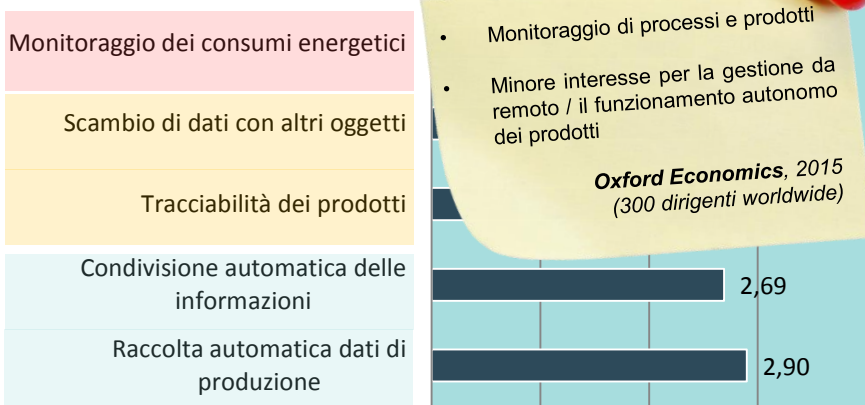 Monitoraggio dei consumi energetici
Scambio di dati con altri oggetti
Tracciabilità dei prodotti
Condivisione automatica delle
informazioni
2,69
Raccolta automatica dati di
produzione
2,90
• Monitoraggio di processi e prodotti
• Minore interesse per la gestione da
remoto / il funzionamento autonomo
dei prodotti
Oxford Economics, 2015
(300 dirigenti worldwide)